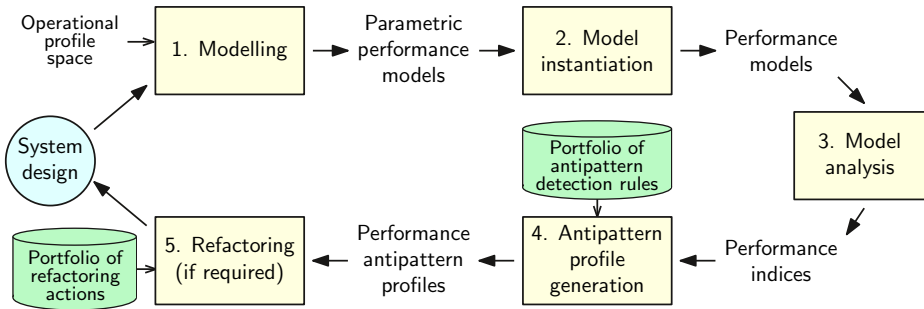 Operational
profile
space
1. Modelling
Parametric
performance
models
2. Model
instantiation
Performance
models
System
design
Portfolio of
antipattern
detection rules
3. Model
analysis
Portfolio of
refactoring
actions
5. Refactoring
(if required)
Performance
antipattern
profiles
4. Antipattern
profile
generation
Performance
indices